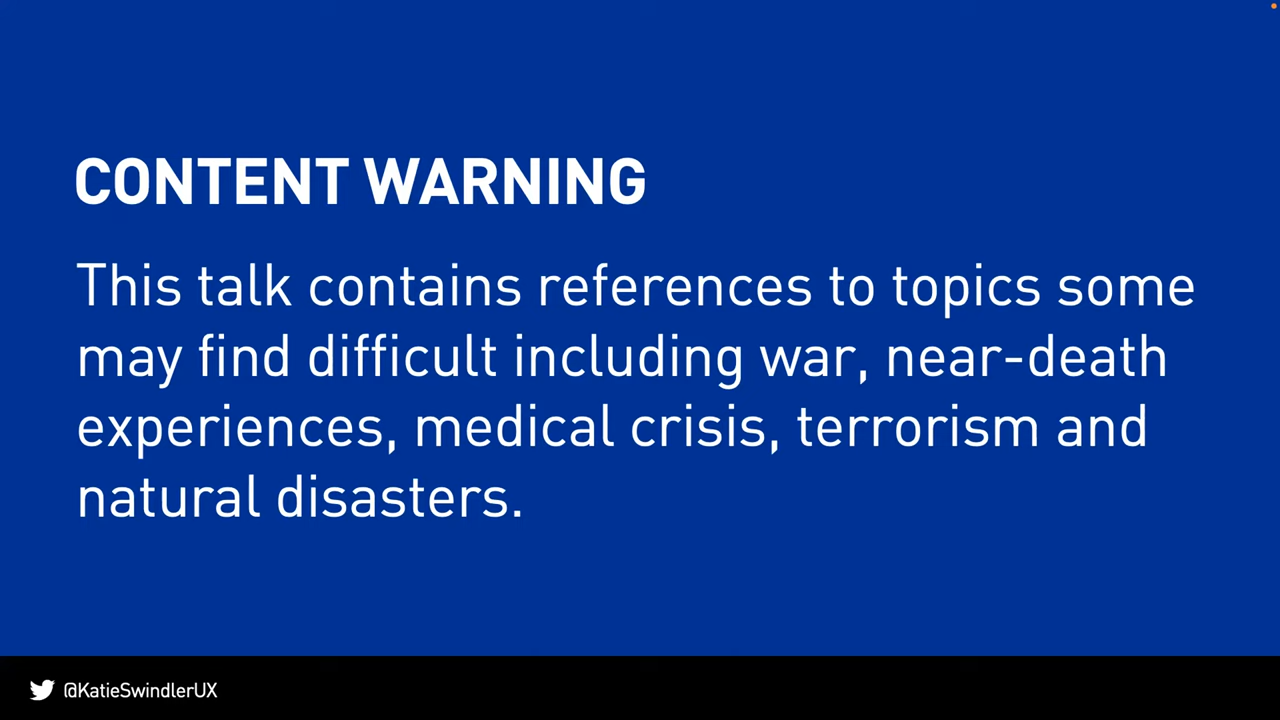 CONTENT WARNING
This talk contains references to topics some
may find difficult including war, near-death
experiences, medical crisis, terrorism and
natural disasters.
@KatieSwindlerUX